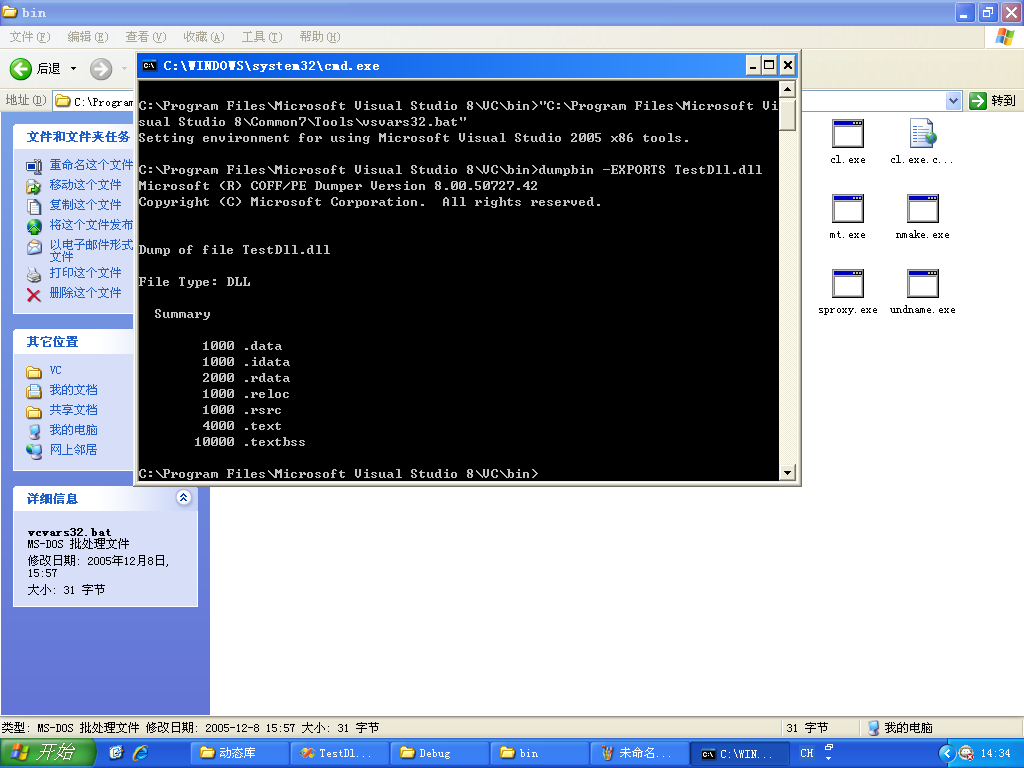 bin
文件(F) 编辑(E) 查看(V) 收藏(A) 工具(T) 帮助(H)
后退
地址(D) C:\Program
转到
C:\WINDOWS\system32\cmd.exe
C:\Program Files\Microsoft Visual Studio 8\VC\bin>"C:\Program Files\Microsoft Vi
sual Studio 8\Common7\Tools\vsvars32.bat"
Setting environment for using Microsoft Visual Studio 2005 x86 tools.
C:\Program Files\Microsoft Visual Studio 8\VC\bin>dumpbin -EXPORTS TestDll.dll
Microsoft (R) COFF/PE Dumper Version 8.00.50727.42
Copyright (C) Microsoft Corporation.  All rights reserved.
Dump of file TestDll.dll
File Type: DLL
Summary
1000 .data
1000 .idata
2000 .rdata
1000 .reloc
1000 .rsrc
4000 .text
10000 .textbss
C:\Program Files\Microsoft Visual Studio 8\VC\bin>
文件和文件夹任务
重命名这个文件
移动这个文件
复制这个文件
将这个文件发布
以电子邮件形式
文件
打印这个文件
删除这个文件
其它位置
VC
我的文档
共享文档
我的电脑
网上邻居
详细信息
vcvars32.bat
MS-DOS 批处理文件
修改日期: 2005年12月8日,
15:57
大小: 31 字节
cl.exe cl.exe.c...
mt.exe nmake.exe
sproxy.exe undname.exe
类型: MS-DOS 批处理文件 修改日期: 2005-12-8 15:57 大小: 31 字节
31 字节
我的电脑
开始
动态库
TestDl...
Debug
bin
未命名...
C:\WIN...
CH
14:34